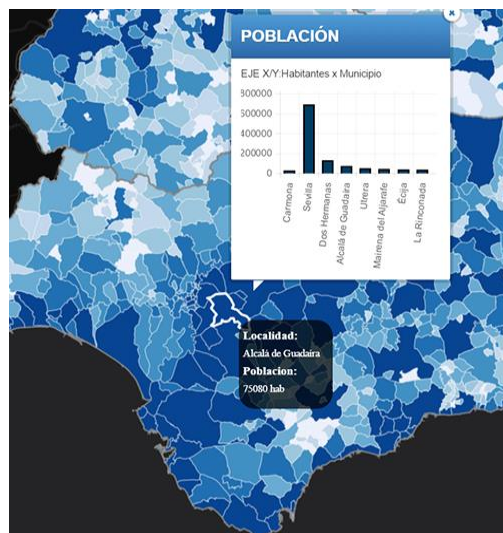 POBLACIÓN
EJE X/Y:Habitantes x Municipio
800000
600000
400000
200000
0
Carmona
Sevilla
Dos Hermanas
Alcalá de Guadaira
Utrera
Mairena del Aljarafe
Écija
La Rinconada
Localidad:
Alcalá de Guadaira
Poblacion:
75080 hab